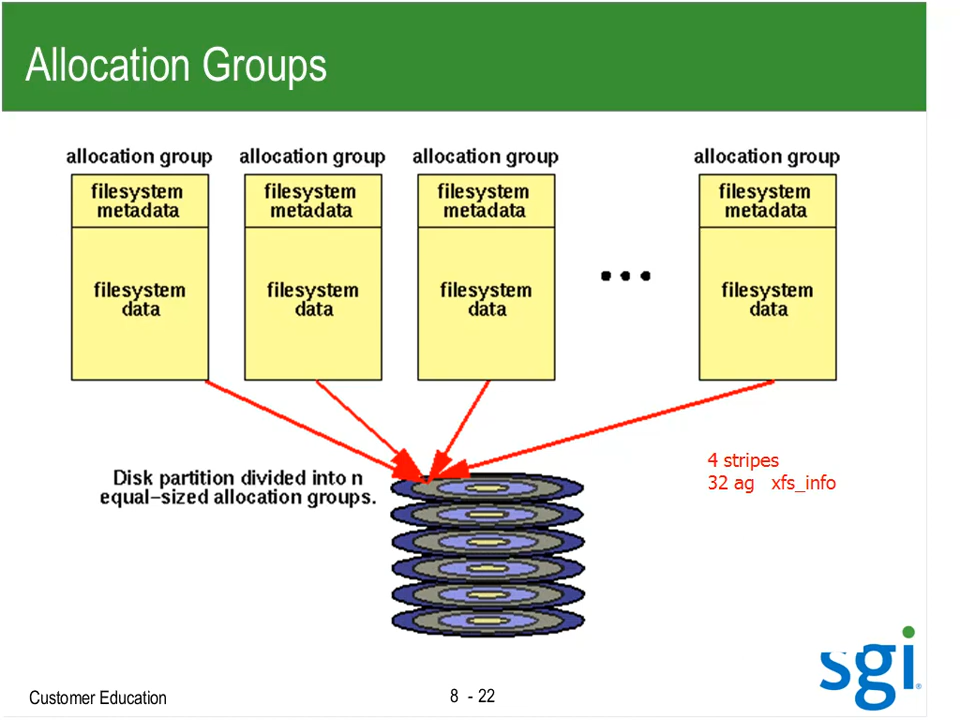 Allocation Groups
allocation group allocation group allocation group allocation group
filesystem metadata
filesystem data
filesystem metadata
filesystem data
filesystem metadata
filesystem data
...
filesystem metadata
filesystem data
Disk partition divided into n
equal-sized allocation groups.
4 stripes
32 ag xfs_info
sgi®
Customer Education
8 - 22